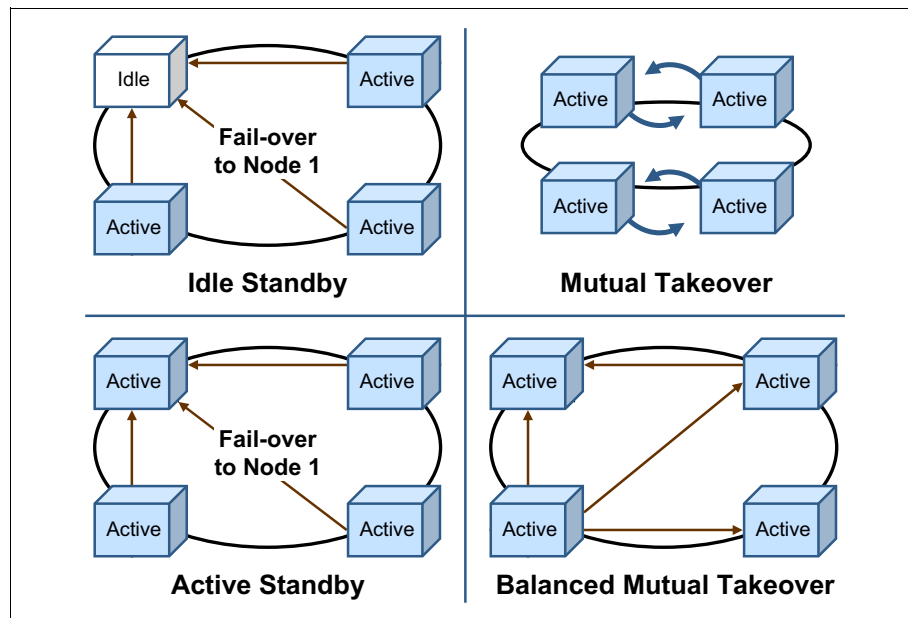 Idle
Active
Fail-over
to Node 1
Active
Active
Idle Standby
Active
Active
Active
Active
Mutual Takeover
Active
Active
Fail-over
to Node 1
Active
Active
Active Standby
Active
Active
Active
Active
Balanced Mutual Takeover